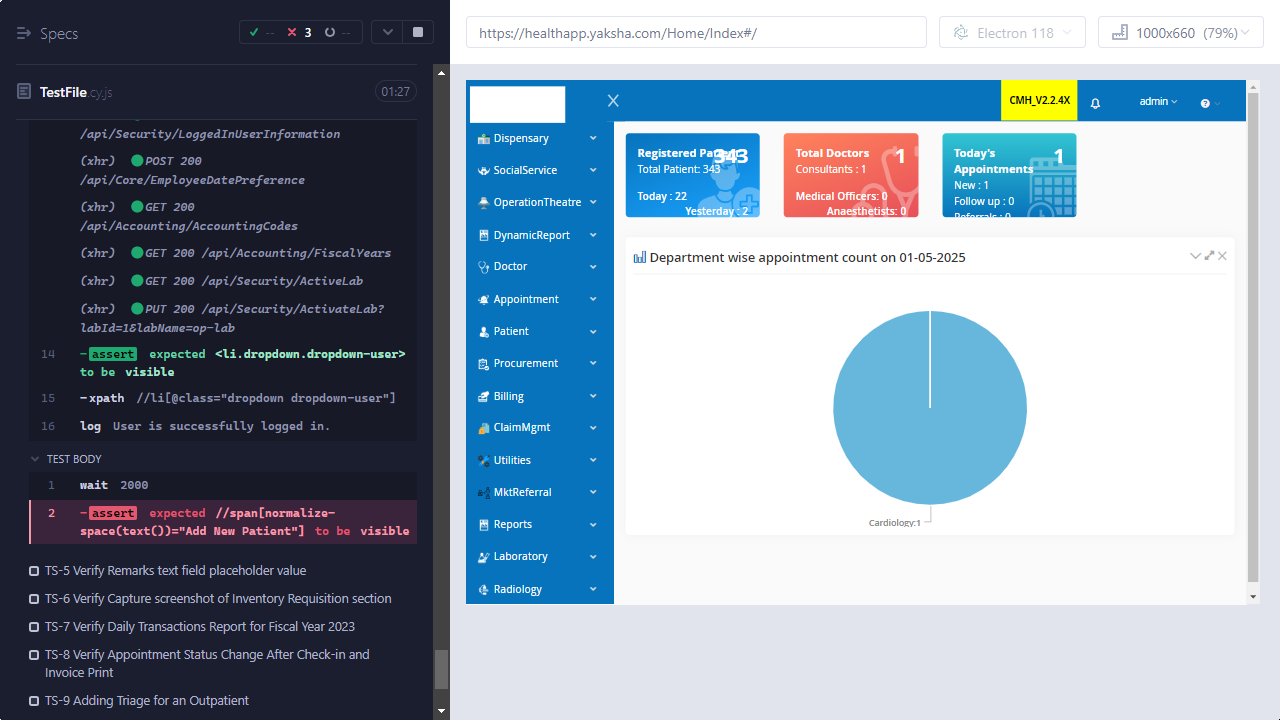 Specs
-- 3 --
TestFile.cy.js
01:27
/api/Security/LoggedInUserInformation
(xhr) POST 200
/api/Core/EmployeeDatePreference
(xhr) GET 200
/api/Accounting/AccountingCodes
(xhr) GET 200 /api/Accounting/FiscalYears
(xhr) GET 200 /api/Security/ActiveLab
(xhr) PUT 200 /api/Security/ActivateLab?
labId=1&labName=op-lab
14 -assert expected <li.dropdown.dropdown-user>
to be visible
15 -xpath //li[@class="dropdown dropdown-user"]
16 log User is successfully logged in.
TEST BODY
1 wait 2000
2 -assert expected //span[normalize-
space(text())="Add New Patient"] to be visible
TS-5 Verify Remarks text field placeholder value
TS-6 Verify Capture screenshot of Inventory Requisition section
TS-7 Verify Daily Transactions Report for Fiscal Year 2023
TS-8 Verify Appointment Status Change After Check-in and
Invoice Print
TS-9 Adding Triage for an Outpatient
https://healthapp.yaksha.com/Home/Index#/
Electron 118
1000x660 (79%)
CMH_V2.2.4X
admin
Dispensary
SocialService
OperationTheatre
DynamicReport
Doctor
Appointment
Patient
Procurement
Billing
ClaimMgmt
Utilities
MktReferral
Reports
Laboratory
Radiology
Registered Patient 343
Total Patient: 343
Today : 22
Yesterday : 2
Total Doctors 1
Consultants : 1
Medical Officers: 0
Anaesthetists: 0
Today's 1
Appointments
New : 1
Follow up : 0
Referrals : 0
Department wise appointment count on 01-05-2025
Cardiology:1